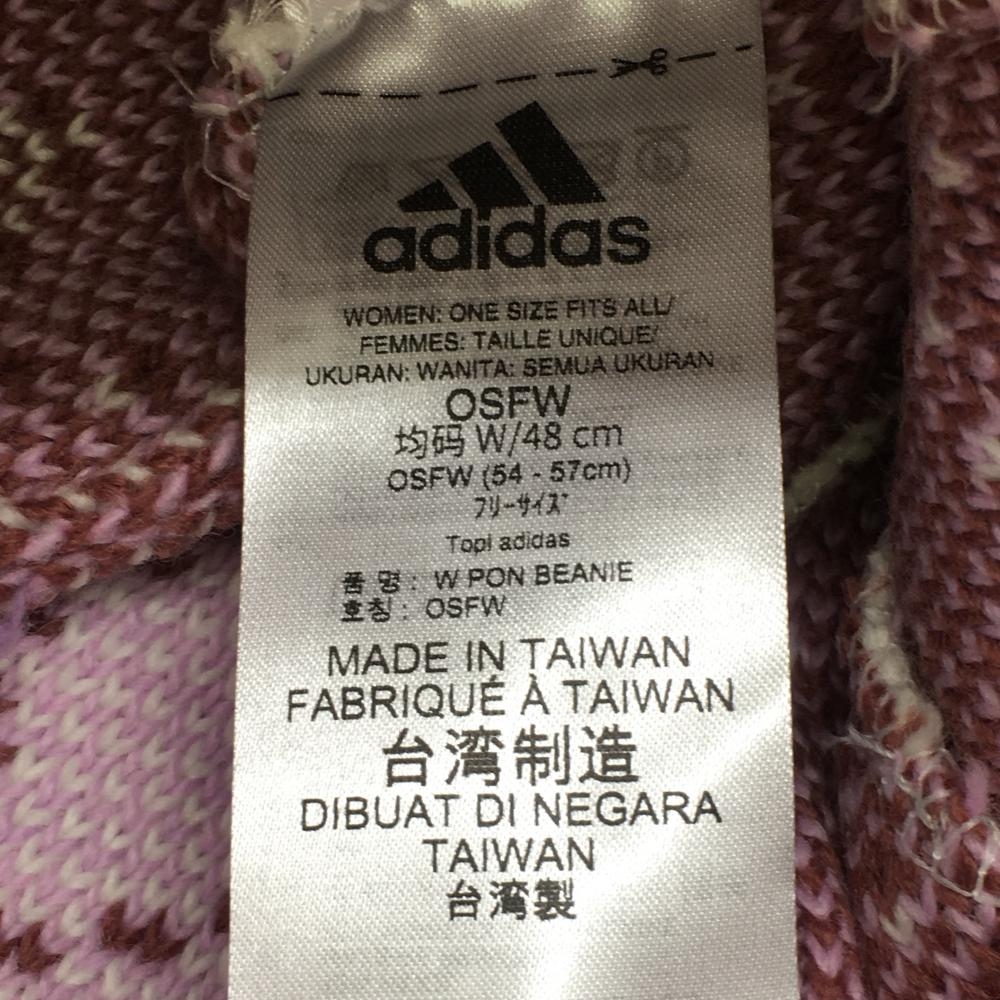 adidas
WOMEN: ONE SIZE FITS ALL/
FEMMES: TAILLE UNIQUE/
UKURAN: WANITA: SEMUA UKURAN
OSFW
均码 W/48 cm
OSFW (54 - 57cm)
フリーサイズ
Topi adidas
품 명 : W PON BEANIE
호칭 : OSFW
MADE IN TAIWAN
FABRIQUÉ À TAIWAN
台湾制造
DIBUAT DI NEGARA
TAIWAN
台湾製